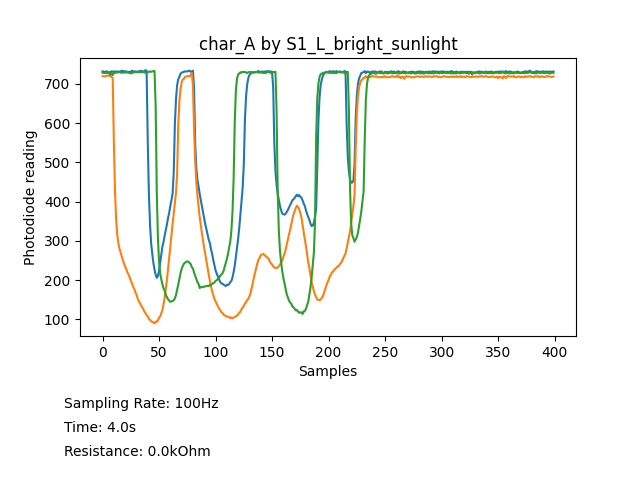 char_A by S1_L_bright_sunlight
700
600
500
400
300
200
100
Photodiode reading
0 50 100 150 200 250 300 350 400
Samples
Sampling Rate: 100Hz
Time: 4.0s
Resistance: 0.0kOhm